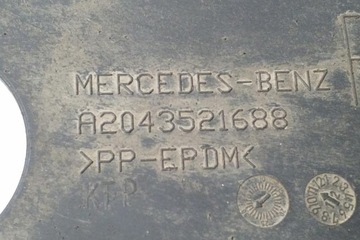 MERCEDES-BENZ
A2043521688
>PP-EPDM<
KTP